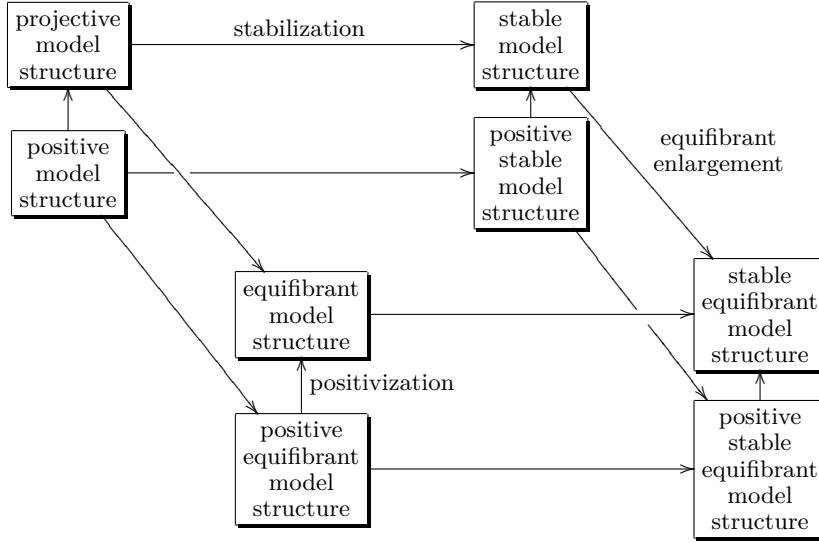 projective
model
structure
stabilization
stable
model
structure
positive
model
structure
positive
stable
model
structure
equifibrant
enlargement
equifibrant
model
structure
stable
equifibrant
model
structure
positivization
positive
equifibrant
model
structure
positive
stable
equifibrant
model
structure